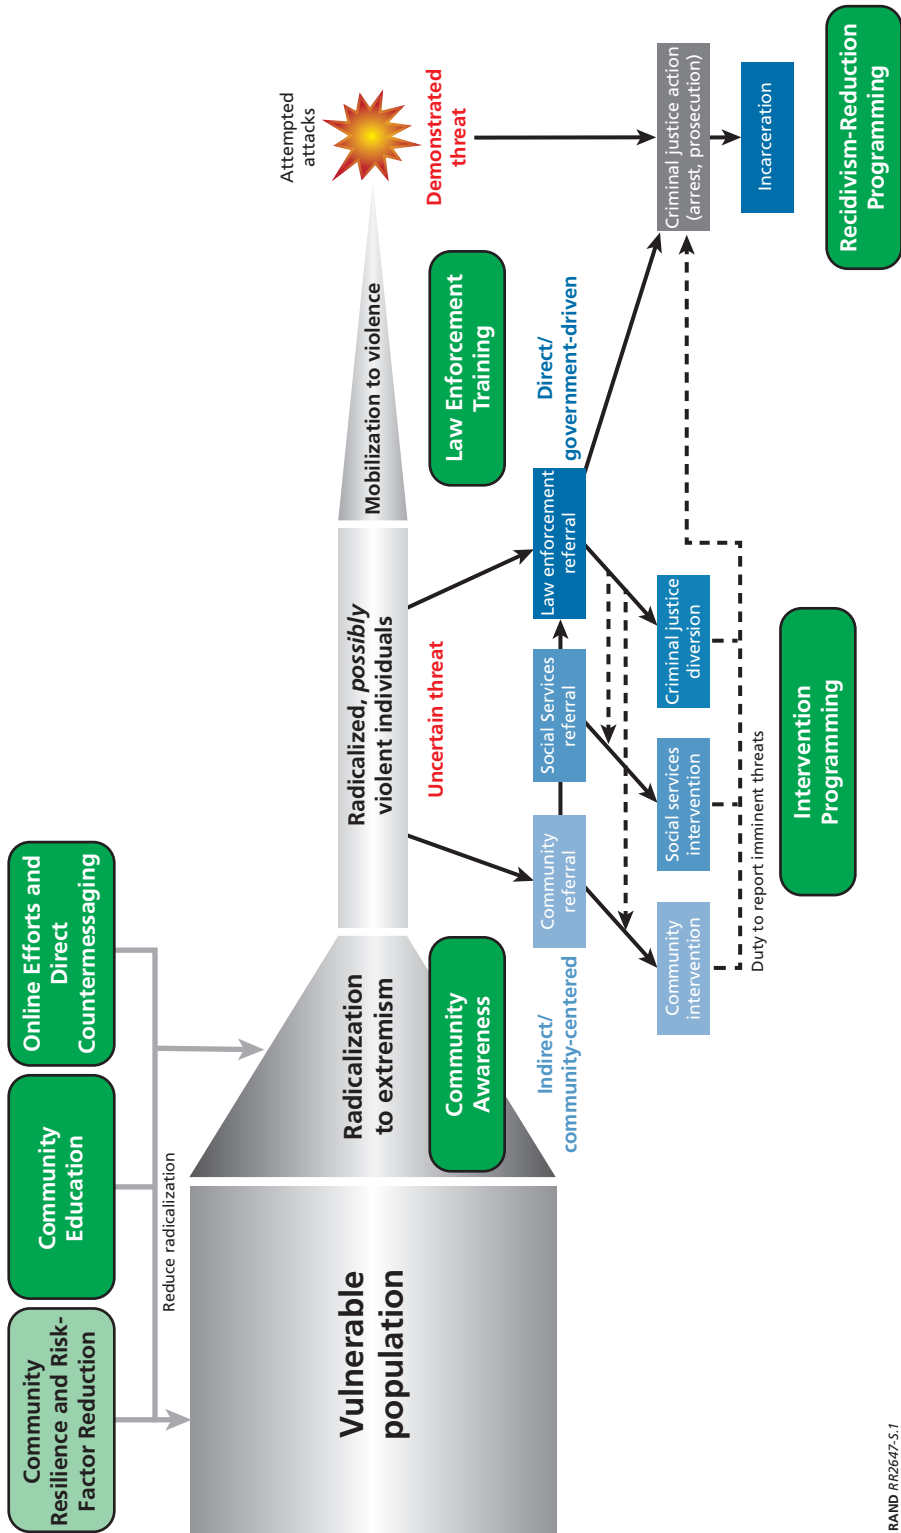 Community
Resilience and Risk-
Factor Reduction
Community
Education
Online Efforts and
Direct
Countermessaging
Reduce radicalization
Vulnerable
population
Radicalization
to extremism
Community
Awareness
Radicalized, possibly
violent individuals
Uncertain threat
Mobilization to violence
Law Enforcement
Training
Attempted
attacks
Demonstrated
threat
Indirect/
community-centered
Community
referral
Social Services
referral
Law enforcement
referral
Direct/
government-driven
Community
intervention
Social services
intervention
Criminal justice
diversion
Criminal justice action
(arrest, prosecution)
Incarceration
Duty to report imminent threats
Intervention
Programming
Recidivism-Reduction
Programming
RAND RR2647-S.1